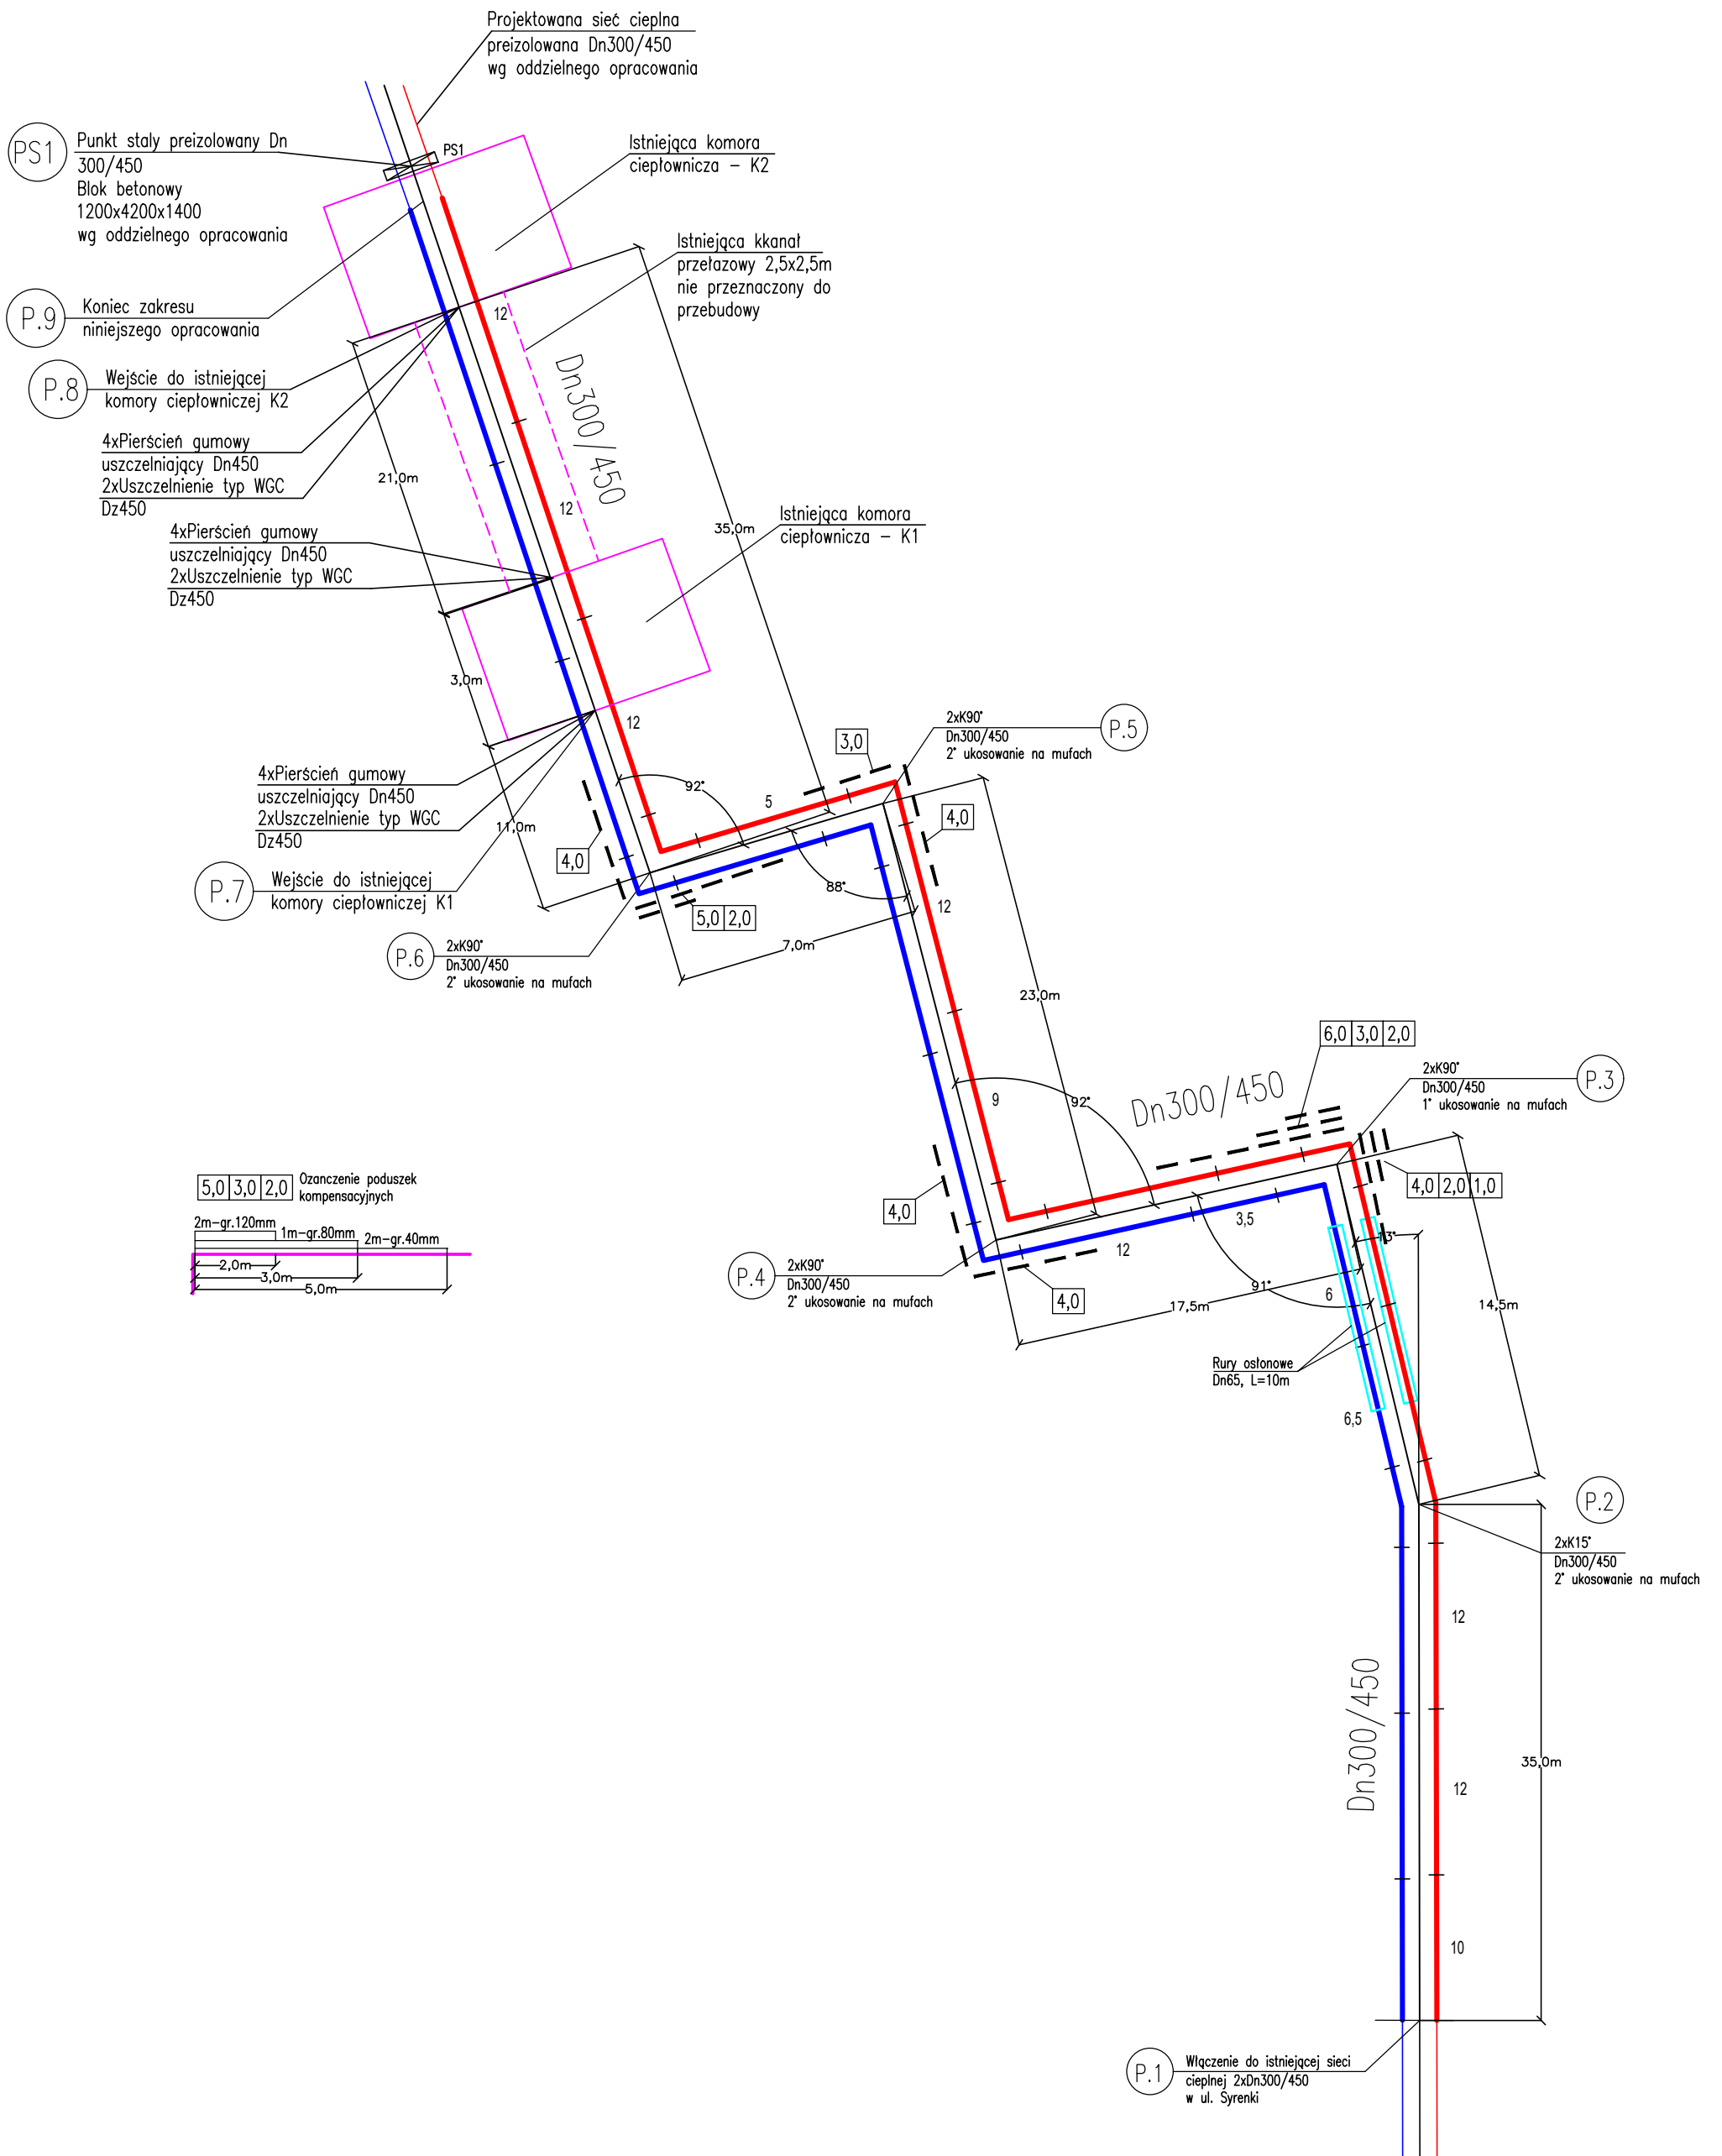 Projektowana sieć cieplna
preizolowana Dn300/450
wg oddzielnego opracowania
PS1
Punkt staly preizolowany Dn
300/450
Blok betonowy
1200x4200x1400
wg oddzielnego opracowania
PS1
Istniejąca komora
ciepłownicza – K2
Istniejąca kkanał
przełazowy 2,5x2,5m
nie przeznaczony do
przebudowy
P.9
Koniec zakresu
niniejszego opracowania
12
P.8
Wejście do istniejącej
komory ciepłowniczej K2
Dn300/450
4xPierścień gumowy
uszczelniający Dn450
2xUszczelnienie typ WGC
Dz450
21,0m
12
35,0m
Istniejąca komora
ciepłownicza – K1
4xPierścień gumowy
uszczelniający Dn450
2xUszczelnienie typ WGC
Dz450
3,0m
12
4xPierścień gumowy
uszczelniający Dn450
2xUszczelnienie typ WGC
Dz450
11,0m
92°
5
3,0
2xK90°
Dn300/450
2° ukosowanie na mufach
P.5
4,0
4,0
88°
P.7
Wejście do istniejącej
komory ciepłowniczej K1
5,0 2,0
12
7,0m
P.6
2xK90°
Dn300/450
2° ukosowanie na mufach
23,0m
6,0 3,0 2,0
9
92°
Dn300/450
2xK90°
Dn300/450
1° ukosowanie na mufach
P.3
5,0 3,0 2,0
Ozanczenie poduszek
kompensacyjnych
2m-gr.120mm
1m-gr.80mm
2m-gr.40mm
2,0m
3,0m
5,0m
4,0
4,0 2,0 1,0
3,5
12
13°
P.4
2xK90°
Dn300/450
2° ukosowanie na mufach
4,0
91°
6
17,5m
14,5m
Rury osłonowe
Dn65, L=10m
6,5
P.2
2xK15°
Dn300/450
2° ukosowanie na mufach
12
Dn300/450
12
35,0m
10
P.1
Włączenie do istniejącej sieci
cieplnej 2xDn300/450
w ul. Syrenki